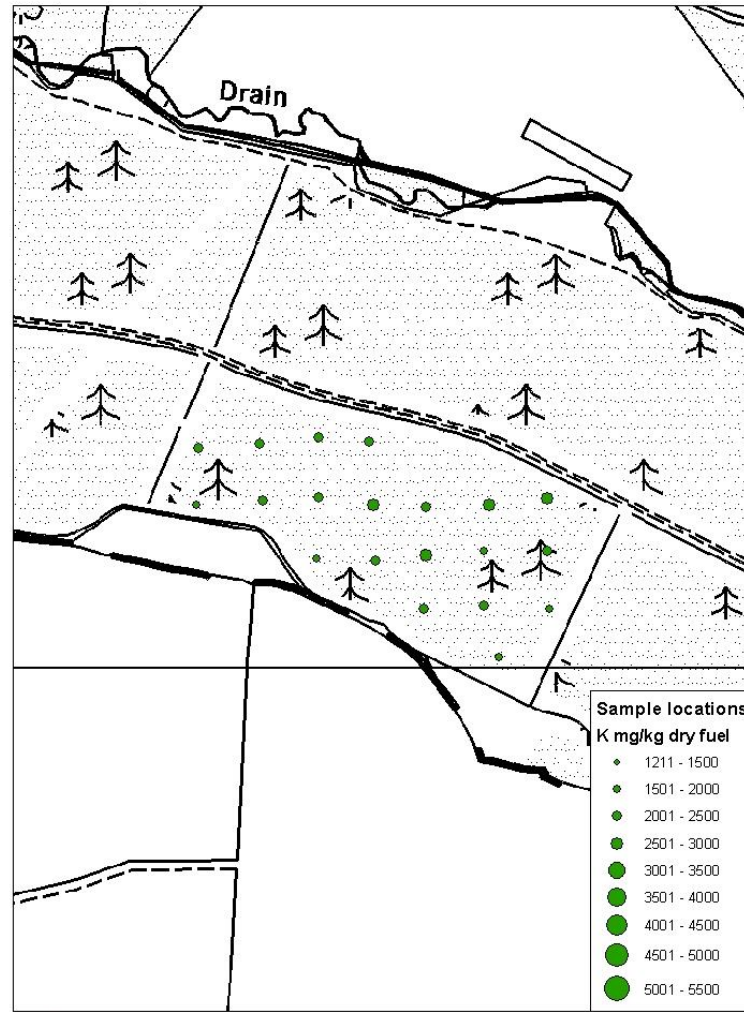 Drain
Sample locations
K mg/kg dry fuel
1211 - 1500
1501 - 2000
2001 - 2500
2501 - 3000
3001 - 3500
3501 - 4000
4001 - 4500
4501 - 5000
5001 - 5500